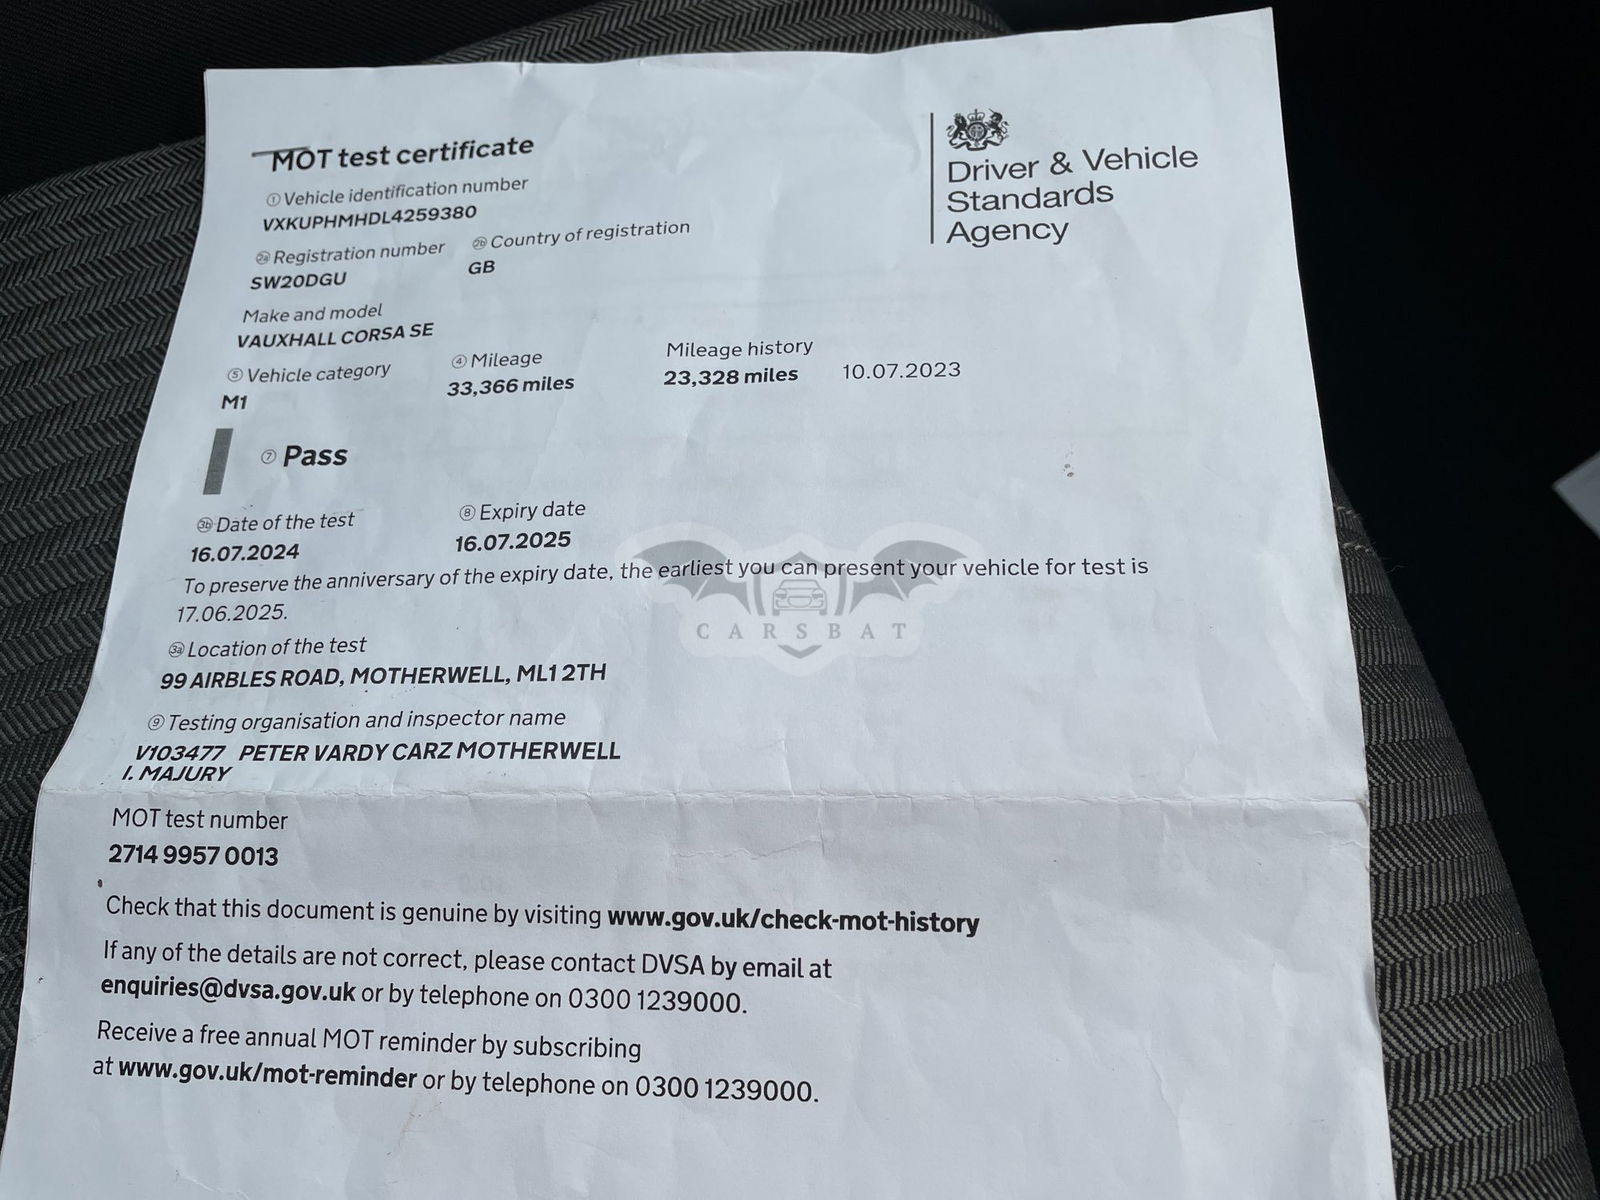 MOT test certificate
① Vehicle identification number
VXKUPHMHDL4259380
2a Registration number 2b Country of registration
SW20DGU GB
Make and model
VAUXHALL CORSA SE
⑤ Vehicle category ④ Mileage Mileage history
M1 33,366 miles 23,328 miles 10.07.2023
⑦ Pass
3b Date of the test ⑧ Expiry date
16.07.2024 16.07.2025
To preserve the anniversary of the expiry date, the earliest you can present your vehicle for test is
17.06.2025.
3a Location of the test
99 AIRBLES ROAD, MOTHERWELL, ML1 2TH
⑨ Testing organisation and inspector name
V103477 PETER VARDY CARZ MOTHERWELL
I. MAJURY
MOT test number
2714 9957 0013
Check that this document is genuine by visiting www.gov.uk/check-mot-history
If any of the details are not correct, please contact DVSA by email at
enquiries@dvsa.gov.uk or by telephone on 0300 1239000.
Receive a free annual MOT reminder by subscribing
at www.gov.uk/mot-reminder or by telephone on 0300 1239000.
Driver & Vehicle
Standards
Agency
CARSBAT